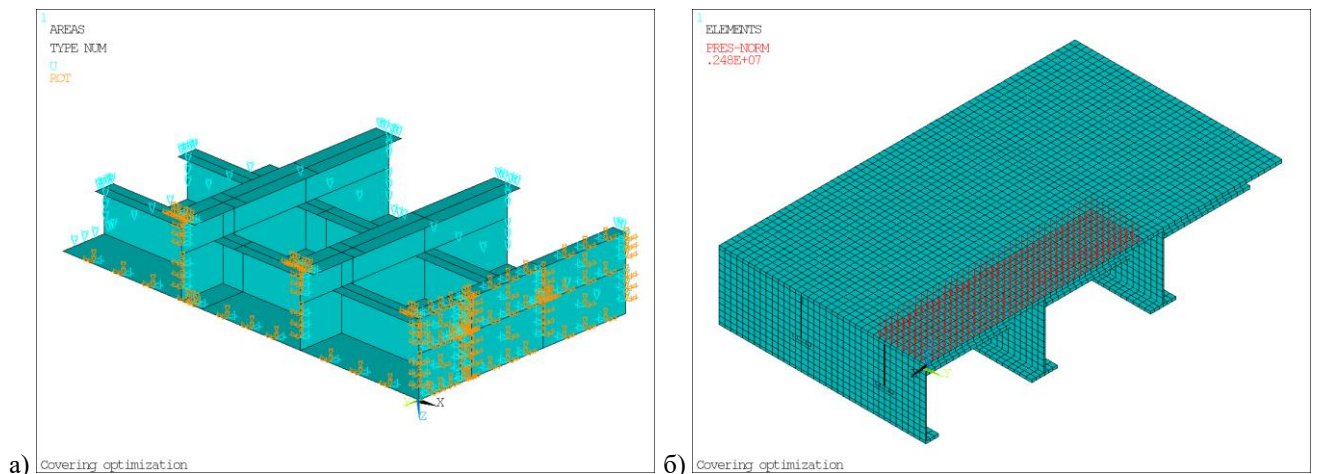 1
AREAS
TYPE NUM
U
ROT
X
Z
а) Covering optimization
1
ELEMENTS
PRES-NORM
.248E+07
Y
б) Covering optimization